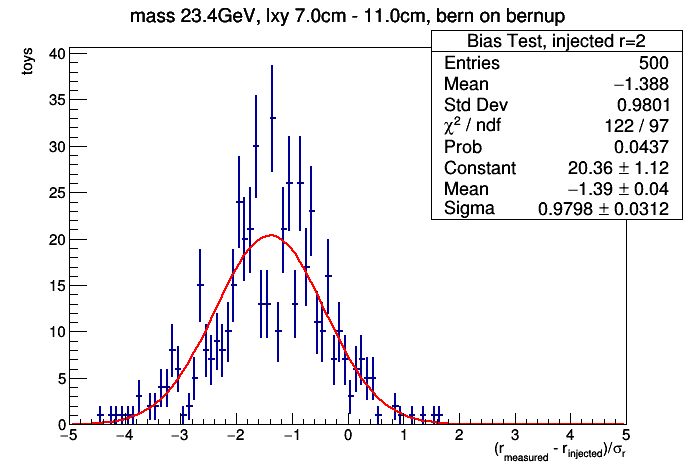 mass 23.4GeV, lxy 7.0cm - 11.0cm, bern on bernup
Bias Test, injected r=2
Entries 500
Mean −1.388
Std Dev 0.9801
χ² / ndf 122 / 97
Prob 0.0437
Constant 20.36 ± 1.12
Mean −1.39 ± 0.04
Sigma 0.9798 ± 0.0312
toys
40
35
30
25
20
15
10
5
0
−5 −4 −3 −2 −1 0 1 2 3 4 5
(r_measured - r_injected)/σ_r